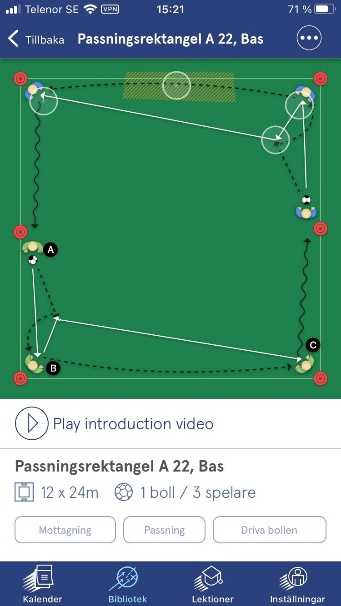 Telenor SE VPN 15:21 71 %
Tillbaka Passningsrektangel A 22, Bas
A
C
B
Play introduction video
Passningsrektangel A 22, Bas
12 x 24m 1 boll / 3 spelare
Mottagning Passning Driva bollen
Kalender Bibliotek Lektioner Inställningar